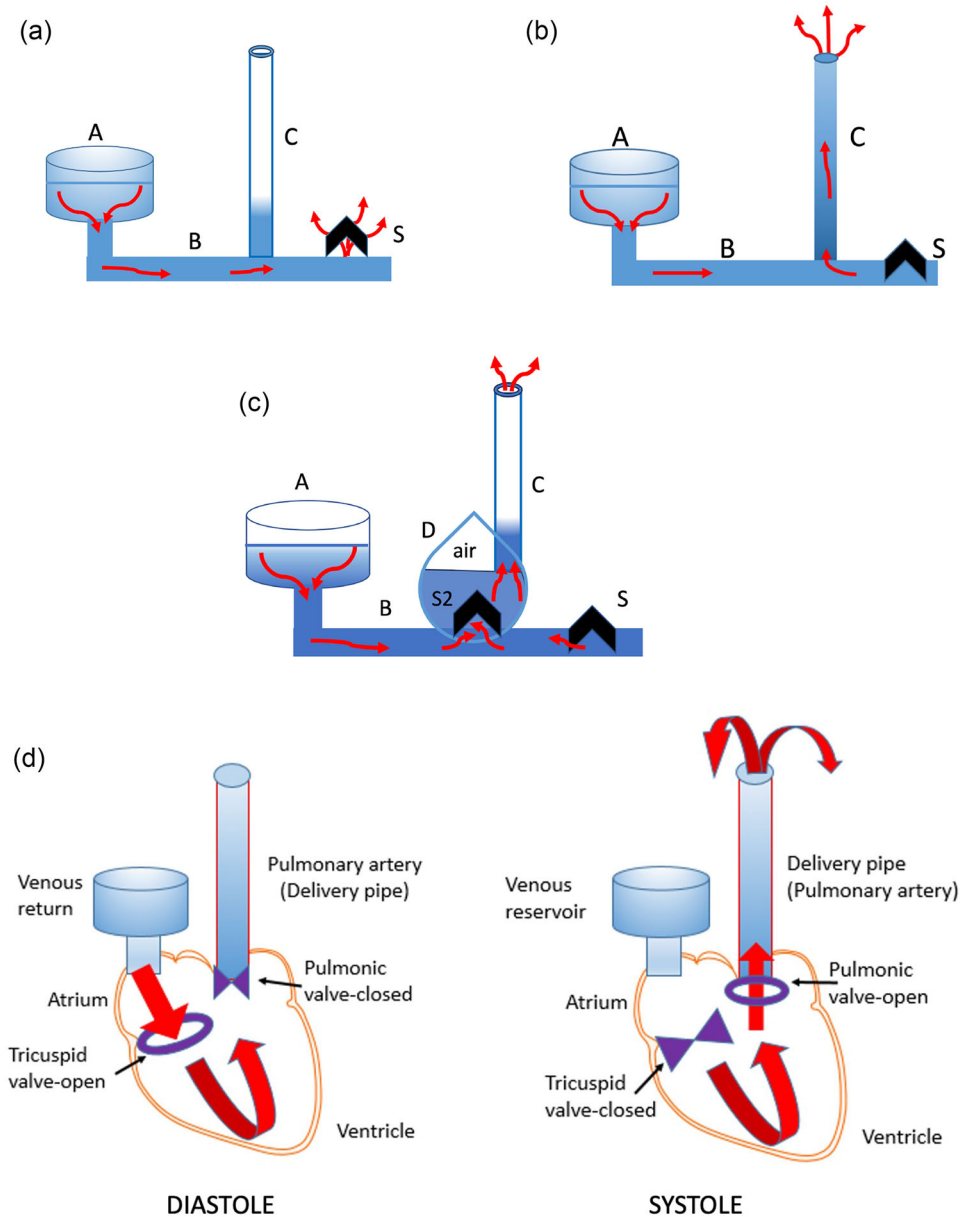 (a)
A
B
C
S
(b)
A
B
C
S
(c)
A
B
C
D
air
S2
S
(d)
Venous
return
Pulmonary artery
(Delivery pipe)
Atrium
Pulmonic
valve-closed
Tricuspid
valve-open
Ventricle
DIASTOLE
Venous
reservoir
Delivery pipe
(Pulmonary artery)
Atrium
Pulmonic
valve-open
Tricuspid
valve-closed
Ventricle
SYSTOLE